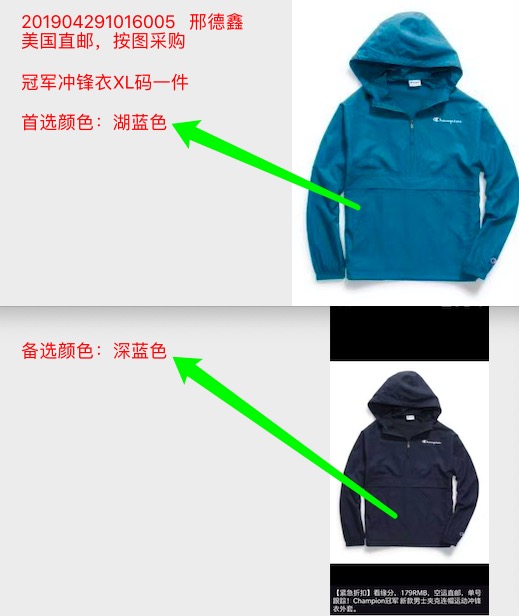 201904291016005 邢德鑫
美国直邮，按图采购
冠军冲锋衣XL码一件
首选颜色：湖蓝色
Champion
备选颜色：深蓝色
Champion
【紧急折扣】看缘分，179RMB，空运直邮，单号
跟踪！Champion冠军 新款男士夹克连帽运动冲锋
衣外套。